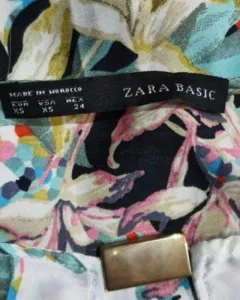 MADE IN MOROCCO
ZARA BASIC
EUR USA MEX
XS XS 24